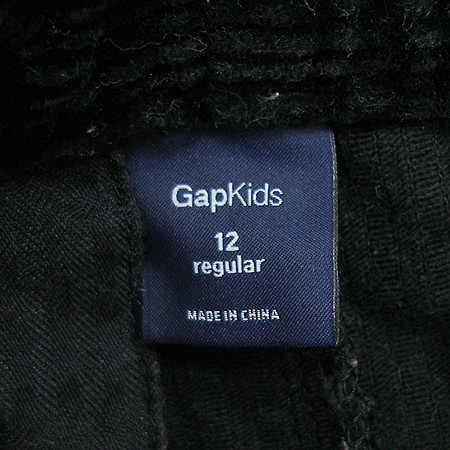 GapKids
12
regular
MADE IN CHINA